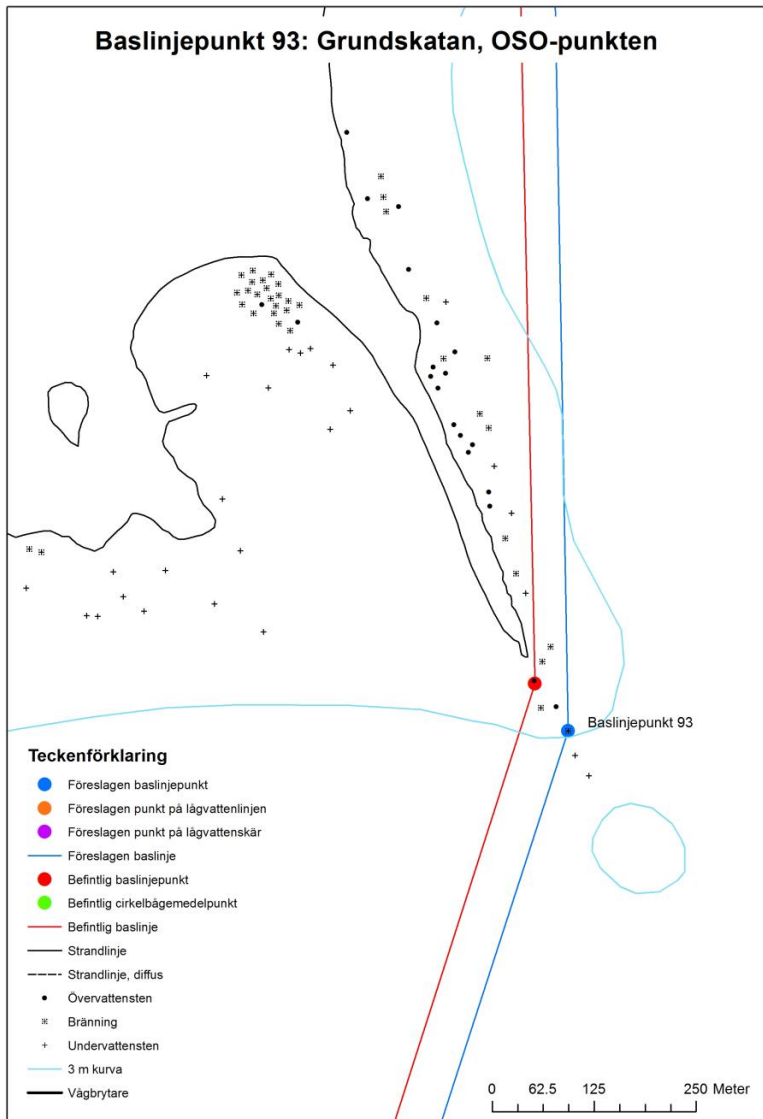 Baslinjepunkt 93: Grundskatan, OSO-punkten
Baslinjepunkt 93
Teckenförklaring
Föreslagen baslinjepunkt
Föreslagen punkt på lågvattenlinjen
Föreslagen punkt på lågvattenskär
Föreslagen baslinje
Befintlig baslinjepunkt
Befintlig cirkelbågemedelpunkt
Befintlig baslinje
Strandlinje
Strandlinje, diffus
Övervattensten
Bränning
Undervattensten
3 m kurva
Vågbrytare
0 62.5 125 250 Meter